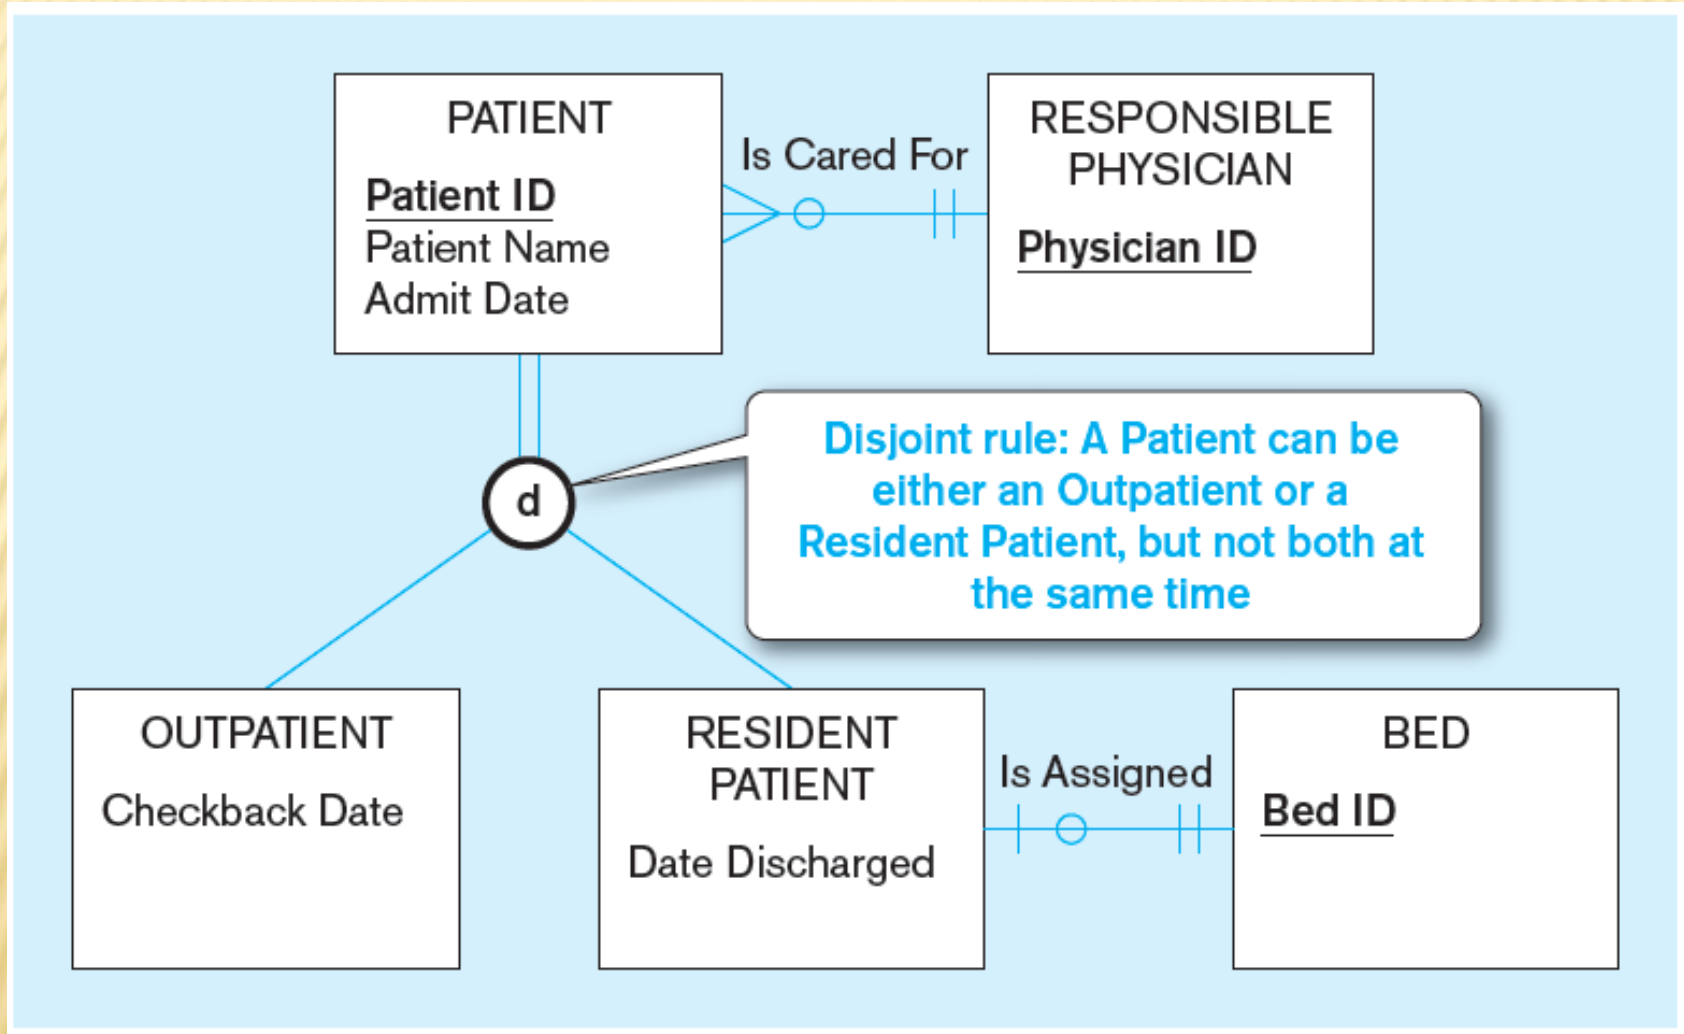 PATIENT
Patient ID
Patient Name
Admit Date
Is Cared For
RESPONSIBLE
PHYSICIAN
Physician ID
d
Disjoint rule: A Patient can be
either an Outpatient or a
Resident Patient, but not both at
the same time
OUTPATIENT
Checkback Date
RESIDENT
PATIENT
Date Discharged
Is Assigned
BED
Bed ID